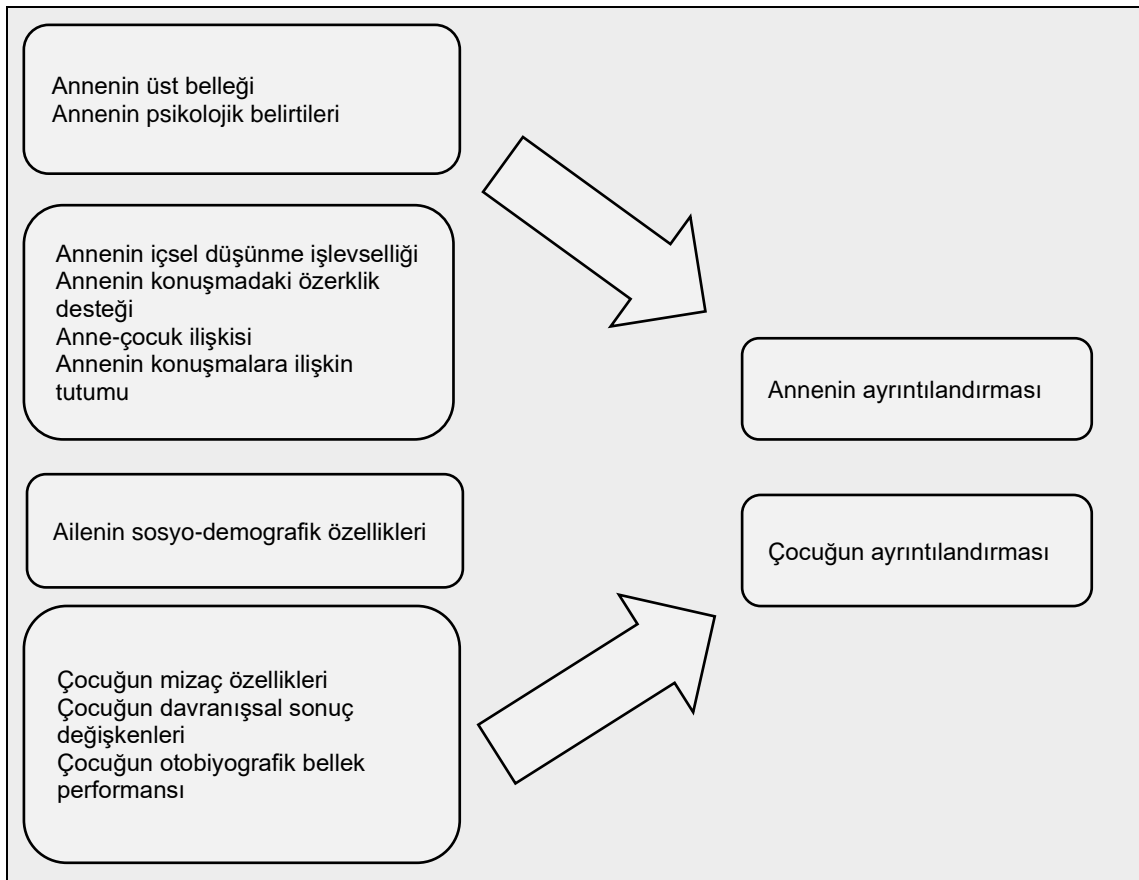 Annenin üst belleği
Annenin psikolojik belirtileri
Annenin içsel düşünme işlevselliği
Annenin konuşmadaki özerklik
desteği
Anne-çocuk ilişkisi
Annenin konuşmalara ilişkin
tutumu
Ailenin sosyo-demografik özellikleri
Çocuğun mizaç özellikleri
Çocuğun davranışsal sonuç
değişkenleri
Çocuğun otobiyografik bellek
performansı
Annenin ayrıntılandırması
Çocuğun ayrıntılandırması